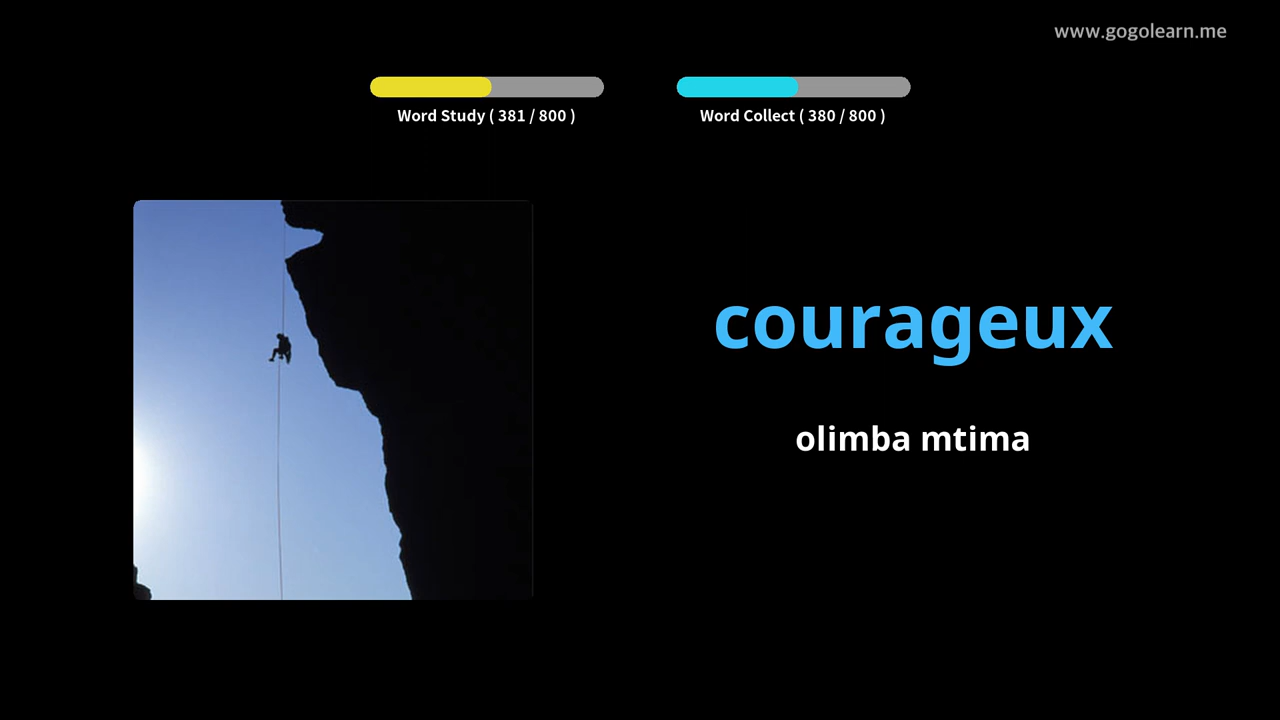 www.gogolearn.me
Word Study ( 381 / 800 )
Word Collect ( 380 / 800 )
courageux
olimba mtima